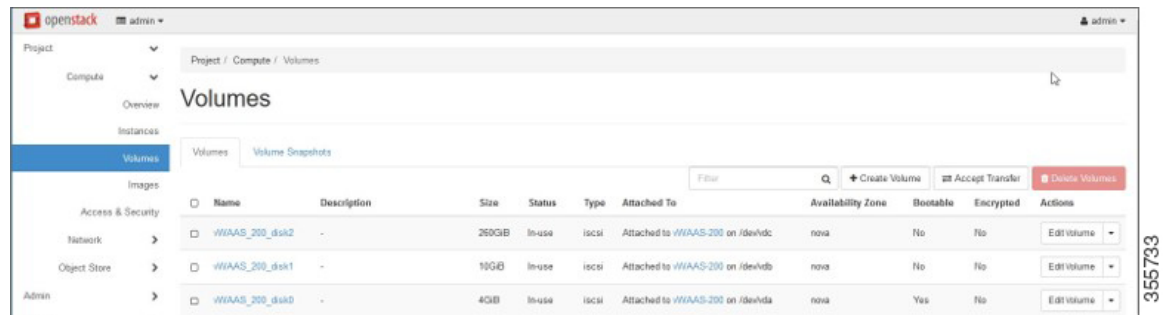 openstack admin admin
Project
Project / Compute / Volumes
Compute
Overview
Volumes
Instances
Volumes
Volumes Volume Snapshots
Images
Filter Create Volume Accept Transfer Delete Volumes
Access & Security
Name Description Size Status Type Attached To Availability Zone Bootable Encrypted Actions
Network
vWAAS_200_disk2 - 260GiB In-use iscsi Attached to vWAAS-200 on /dev/vdc nova No No Edit Volume
Object Store
vWAAS_200_disk1 - 10GiB In-use iscsi Attached to vWAAS-200 on /dev/vdb nova No No Edit Volume
Admin
vWAAS_200_disk0 - 4GiB In-use iscsi Attached to vWAAS-200 on /dev/vda nova Yes No Edit Volume
355733